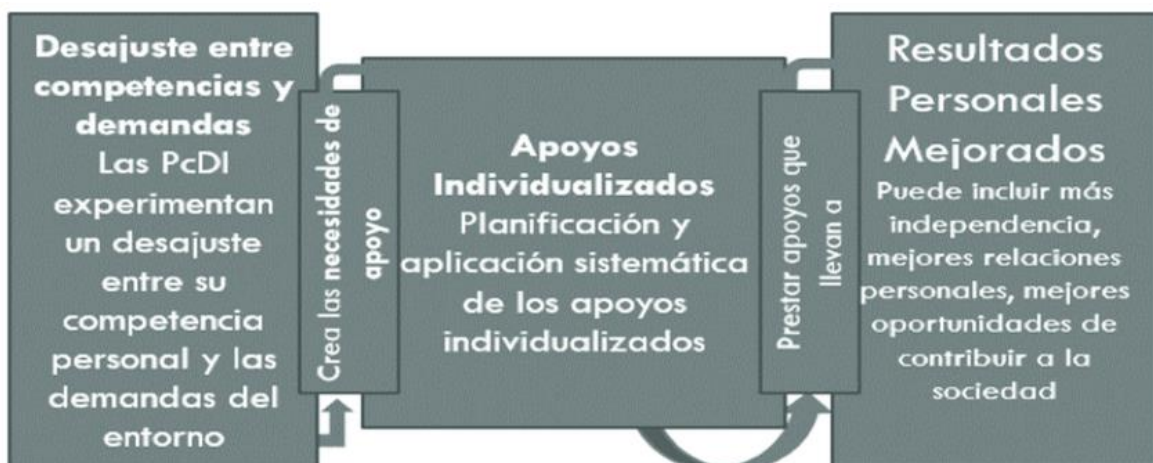 Desajuste entre
competencias y
demandas
Las PcDI
experimentan
un desajuste
entre su
competencia
personal y las
demandas del
entorno
Crea las necesidades de
apoyo
Apoyos
Individualizados
Planificación y
aplicación sistemática
de los apoyos
individualizados
Prestar apoyos que
llevan a
Resultados
Personales
Mejorados
Puede incluir más
independencia,
mejores relaciones
personales, mejores
oportunidades de
contribuir a la
sociedad